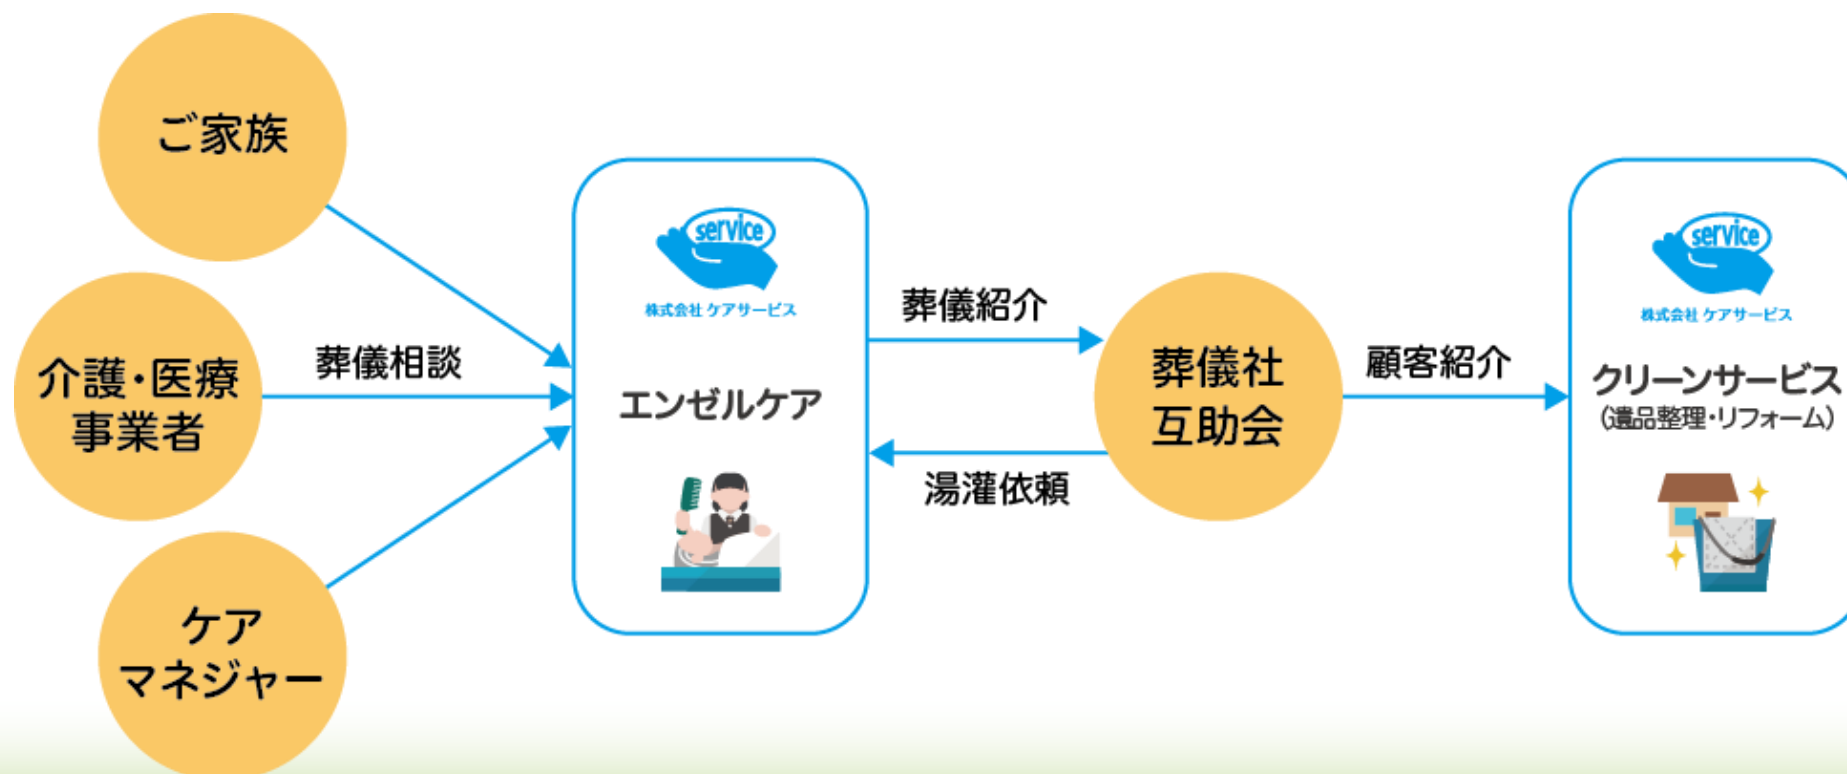 ご家族
介護・医療
事業者
ケア
マネジャー
葬儀相談
service
株式会社 ケアサービス
エンゼルケア
葬儀紹介
湯灌依頼
葬儀社
互助会
顧客紹介
service
株式会社 ケアサービス
クリーンサービス
（遺品整理・リフォーム）